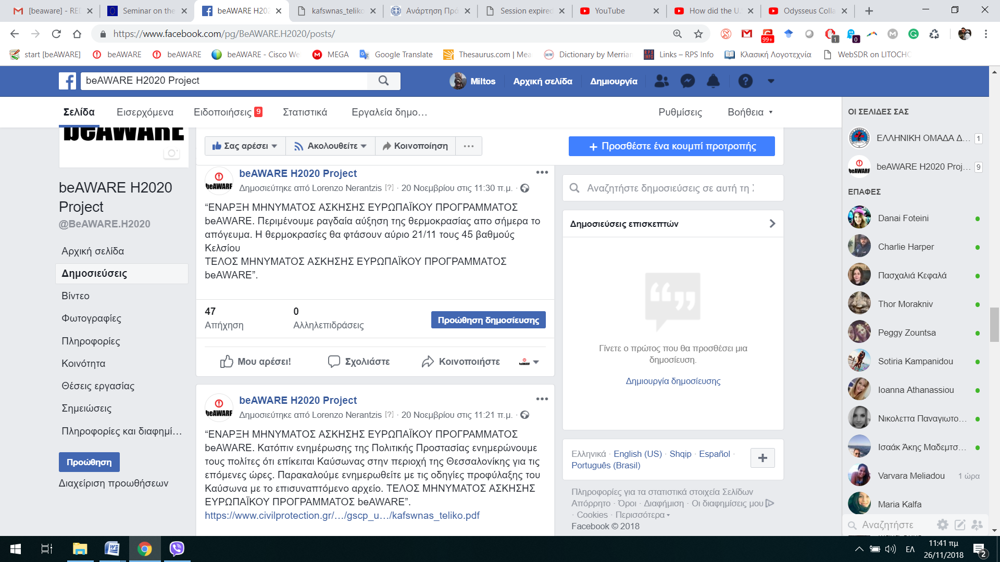 [beaware] - RE
Seminar on the
beAWARE H202
kafswnas_teliko
Ανάρτηση Πρό
Session expired
YouTube
How did the U.
Odysseus Colla
https://www.facebook.com/pg/BeAWARE.H2020/posts/
99+
1
0
start [beAWARE]
beAWARE
beAWARE
beAWARE - Cisco We
MEGA
Google Translate
Thesaurus.com | Mea
Dictionary by Merriam
Links – RPS Info
Κλασική Λογοτεχνία
WebSDR on LITOCHO
beAWARE H2020 Project
Miltos
Αρχική σελίδα
Δημιουργία
Σελίδα
Εισερχόμενα
Ειδοποιήσεις 9
Στατιστικά
Εργαλεία δημο…
Ρυθμίσεις
Βοήθεια
beAWARE
beAWARE H2020
Project
@BeAWARE.H2020
Αρχική σελίδα
Δημοσιεύσεις
Βίντεο
Φωτογραφίες
Πληροφορίες
Κοινότητα
Θέσεις εργασίας
Σημειώσεις
Πληροφορίες και διαφημί…
Προώθηση
Διαχείριση προωθήσεων
Σας αρέσει
Ακολουθείτε
Κοινοποίηση
+ Προσθέστε ένα κουμπί προτροπής
beAWARE
beAWARE H2020 Project
Δημοσιεύτηκε από Lorenzo Nerantzis [?] · 20 Νοεμβρίου στις 11:30 π.μ. ·
“ΕΝΑΡΞΗ ΜΗΝΥΜΑΤΟΣ ΑΣΚΗΣΗΣ ΕΥΡΩΠΑΪΚΟΥ ΠΡΟΓΡΑΜΜΑΤΟΣ
beAWARE. Περιμένουμε ραγδαία αύξηση της θερμοκρασίας απο σήμερα το
απόγευμα. Η θερμοκρασίες θα φτάσουν αύριο 21/11 τους 45 βαθμούς
Κελσίου
ΤΕΛΟΣ ΜΗΝΥΜΑΤΟΣ ΑΣΚΗΣΗΣ ΕΥΡΩΠΑΪΚΟΥ ΠΡΟΓΡΑΜΜΑΤΟΣ
beAWARE”.
47
Απήχηση
0
Αλληλεπιδράσεις
Προώθηση δημοσίευσης
Μου αρέσει!
Σχολιάστε
Κοινοποιήστε
beAWARE
beAWARE H2020 Project
Δημοσιεύτηκε από Lorenzo Nerantzis [?] · 20 Νοεμβρίου στις 11:21 π.μ. ·
“ΕΝΑΡΞΗ ΜΗΝΥΜΑΤΟΣ ΑΣΚΗΣΗΣ ΕΥΡΩΠΑΪΚΟΥ ΠΡΟΓΡΑΜΜΑΤΟΣ
beAWARE. Κατόπιν ενημέρωσης της Πολιτικής Προστασίας ενημερώνουμε
τους πολίτες ότι επίκειται Καύσωνας στην περιοχή της Θεσσαλονίκης για τις
επόμενες ώρες. Παρακαλούμε ενημερωθείτε με τις οδηγίες προφύλαξης του
Καύσωνα με το επισυναπτόμενο αρχείο. ΤΕΛΟΣ ΜΗΝΥΜΑΤΟΣ ΑΣΚΗΣΗΣ
ΕΥΡΩΠΑΪΚΟΥ ΠΡΟΓΡΑΜΜΑΤΟΣ beAWARE”.
https://www.civilprotection.gr/…/gscp_u…/kafswnas_teliko.pdf
Αναζητήστε δημοσιεύσεις σε αυτή τη
Δημοσιεύσεις επισκεπτών
Γίνετε ο πρώτος που θα προσθέσει μια
δημοσίευση.
Δημιουργία δημοσίευσης
Ελληνικά · English (US) · Shqip · Español ·
Português (Brasil)
Πληροφορίες για τα στατιστικά στοιχεία Σελίδων
Απόρρητο · Όροι · Διαφήμιση · Οι διαφημίσεις μου
· Cookies · Περισσότερα
Facebook © 2018
ΟΙ ΣΕΛΙΔΕΣ ΣΑΣ
ΕΛΛΗΝΙΚΗ ΟΜΑΔΑ Δ… 1
beAWARE
beAWARE H2020 Proj… 9
ΕΠΑΦΕΣ
Danai Foteini
Charlie Harper
Πασχαλιά Κεφαλά
Thor Morakniv
Peggy Zountsa
Sotiria Kampanidou
Ioanna Athanassiou
Νικολεττα Παναγιωτο…
Ισαάκ Άκης Μαδεμτσ…
Varvara Meliadou 1 ώρα
Maria Kalfa
Αναζητήστε
ΕΛ
11:41 πμ
26/11/2018
2